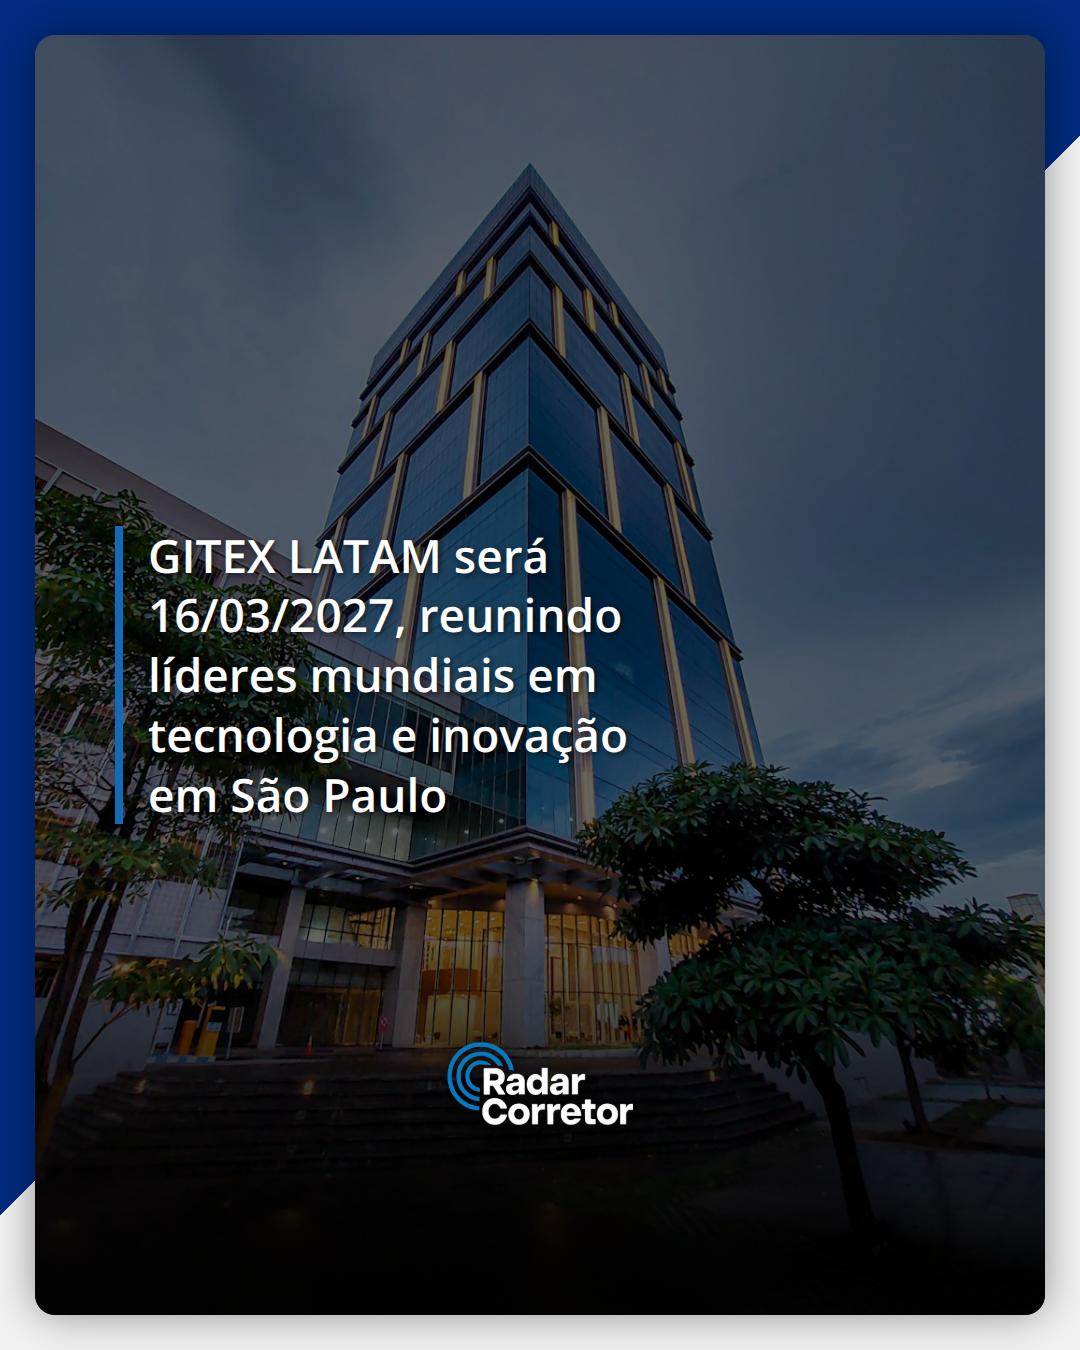 GITEX LATAM será
16/03/2027, reunindo
líderes mundiais em
tecnologia e inovação
em São Paulo
Radar
Corretor